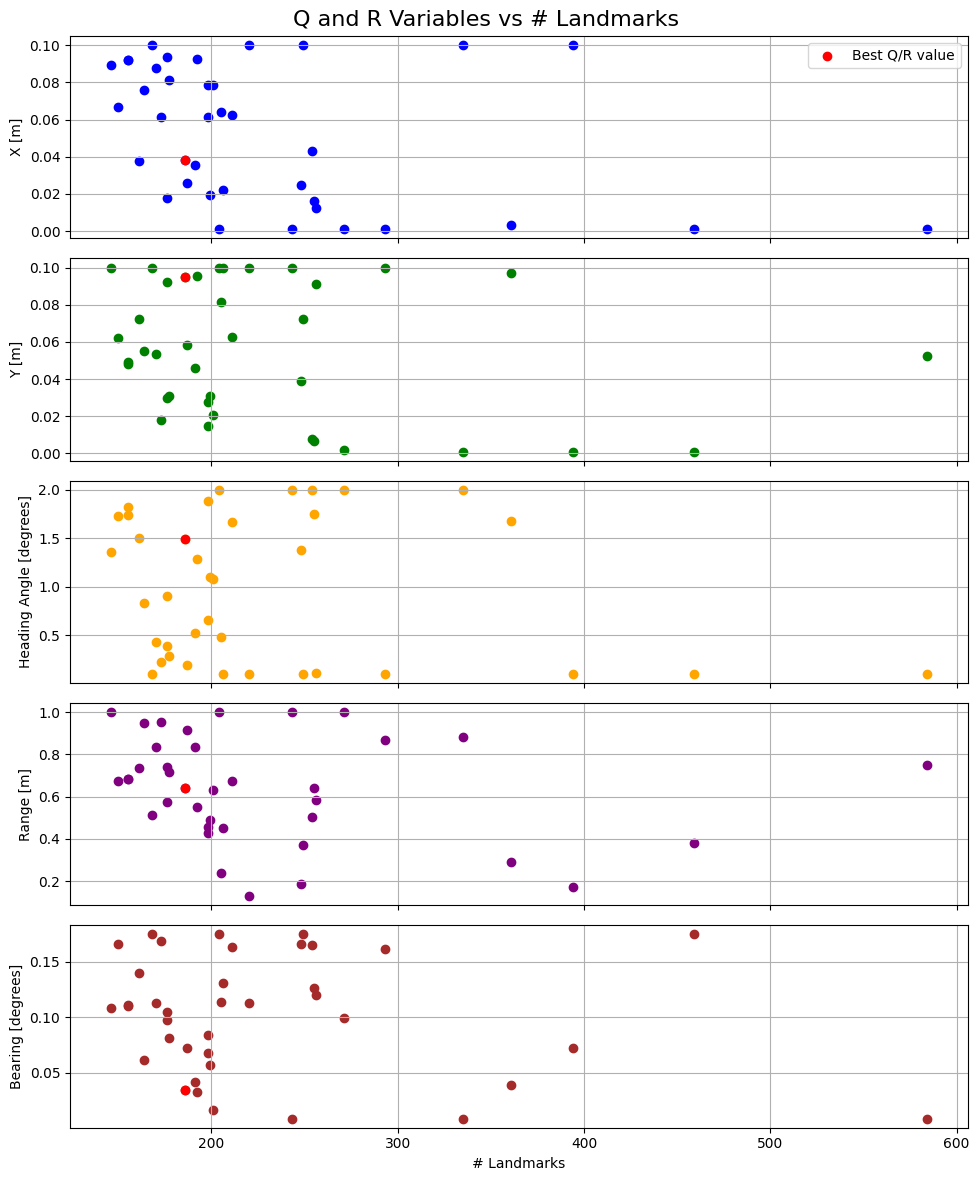 Q and R Variables vs # Landmarks
Best Q/R value
X [m]
0.10
0.08
0.06
0.04
0.02
0.00
Y [m]
0.10
0.08
0.06
0.04
0.02
0.00
Heading Angle [degrees]
2.0
1.5
1.0
0.5
Range [m]
1.0
0.8
0.6
0.4
0.2
Bearing [degrees]
0.15
0.10
0.05
200 300 400 500 600
# Landmarks